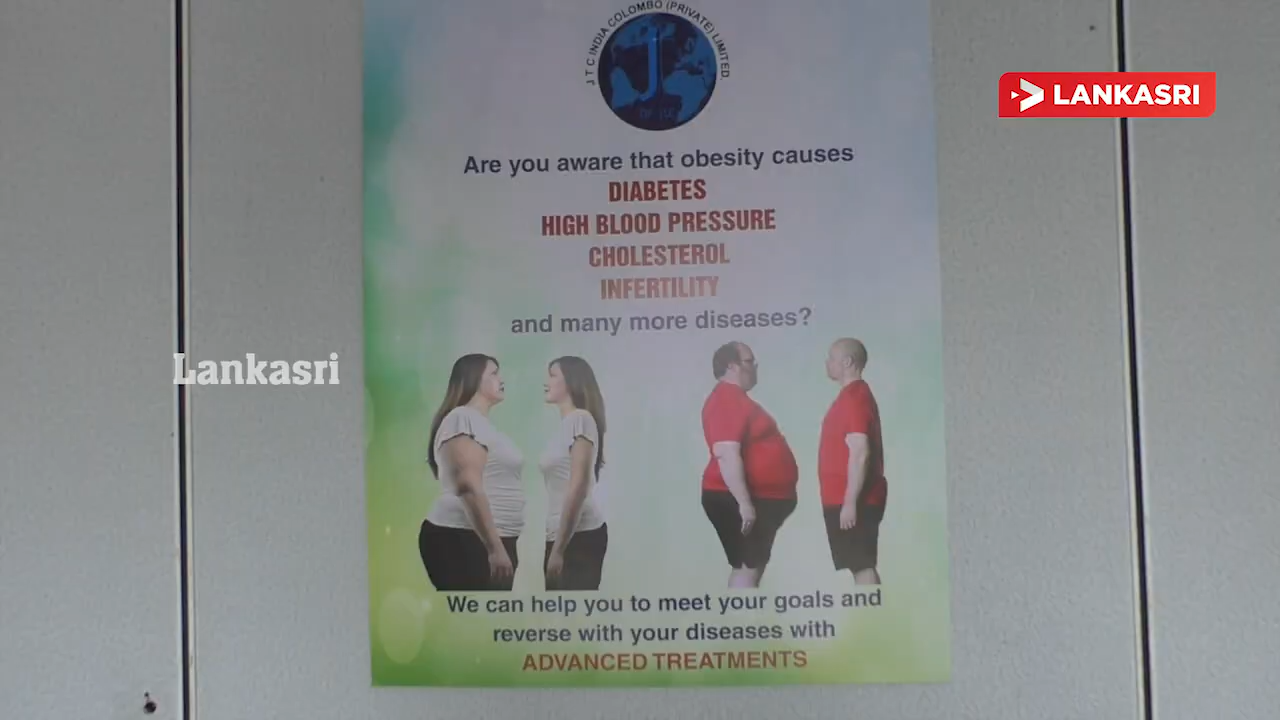 J T C INDIA COLOMBO (PRIVATE) LIMITED.
J
LANKASRI
Are you aware that obesity causes
DIABETES
HIGH BLOOD PRESSURE
CHOLESTEROL
INFERTILITY
and many more diseases?
Lankasri
We can help you to meet your goals and
reverse with your diseases with
ADVANCED TREATMENTS